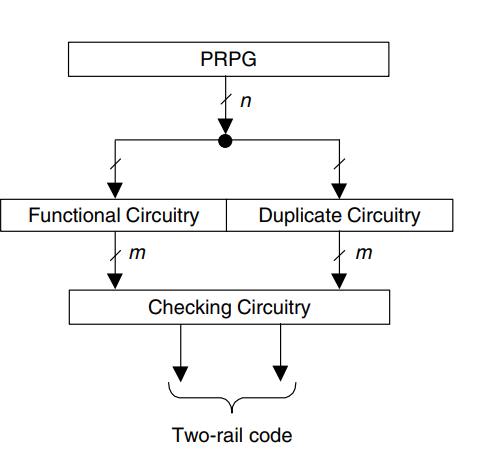 PRPG
n
Functional Circuitry
Duplicate Circuitry
m
m
Checking Circuitry
Two-rail code